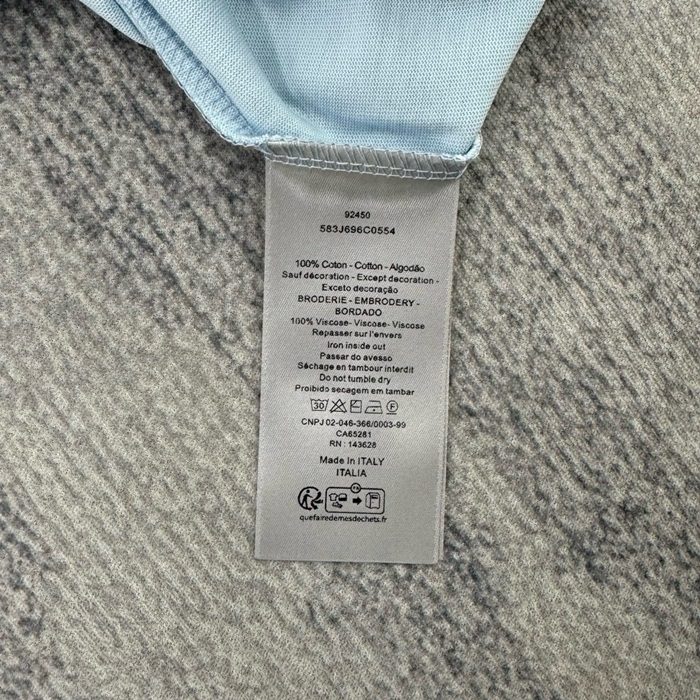 92450
583J696C0554
100% Coton - Cotton - Algodão
Sauf décoration - Except decoration -
Exceto decoração
BRODERIE - EMBRODERY -
BORDADO
100% Viscose- Viscose- Viscose
Repasser sur l'envers
Iron inside out
Passar do avesso
Séchage en tambour interdit
Do not tumble dry
Proibido secagem em tambar
30 F
CNPJ 02-046-366/0003-99
CA65281
RN : 143628
Made In ITALY
ITALIA
FR
quefairedemesdechets.fr